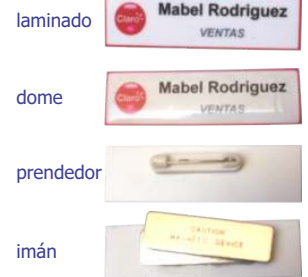 laminado
Claro
Mabel Rodriguez
VENTAS
dome
Claro
Mabel Rodriguez
VENTAS
prendedor
imán
CAUTION
MAGNETIC DEVICE